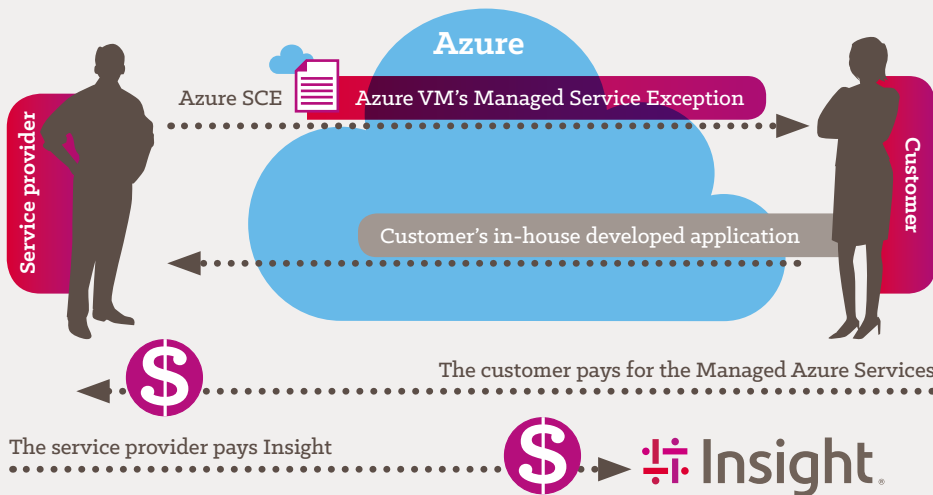 Azure
Azure SCE
Azure VM's Managed Service Exception
Service provider
Customer
Customer's in-house developed application
$
The customer pays for the Managed Azure Services
The service provider pays Insight
$
Insight.